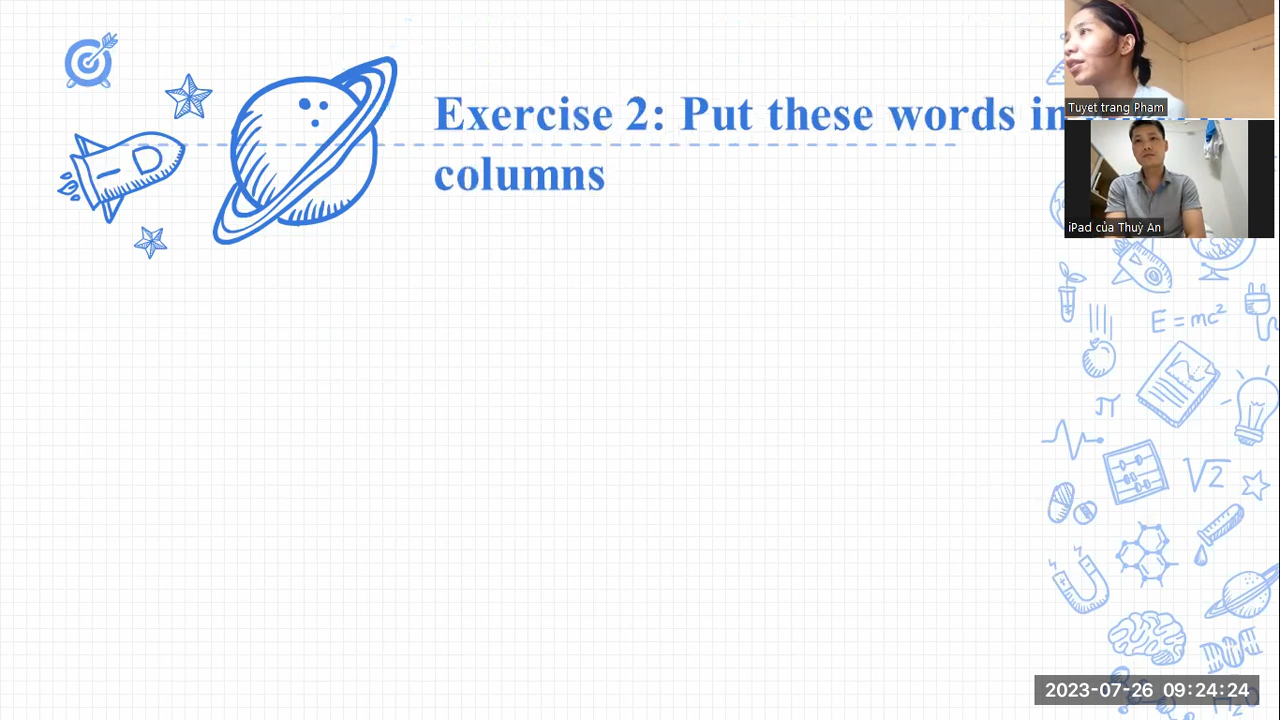 Exercise 2: Put these words in
columns
Tuyet trang Pham
iPad của Thuỳ An
E = mc²
π
√2
2023-07-26 09:24:24